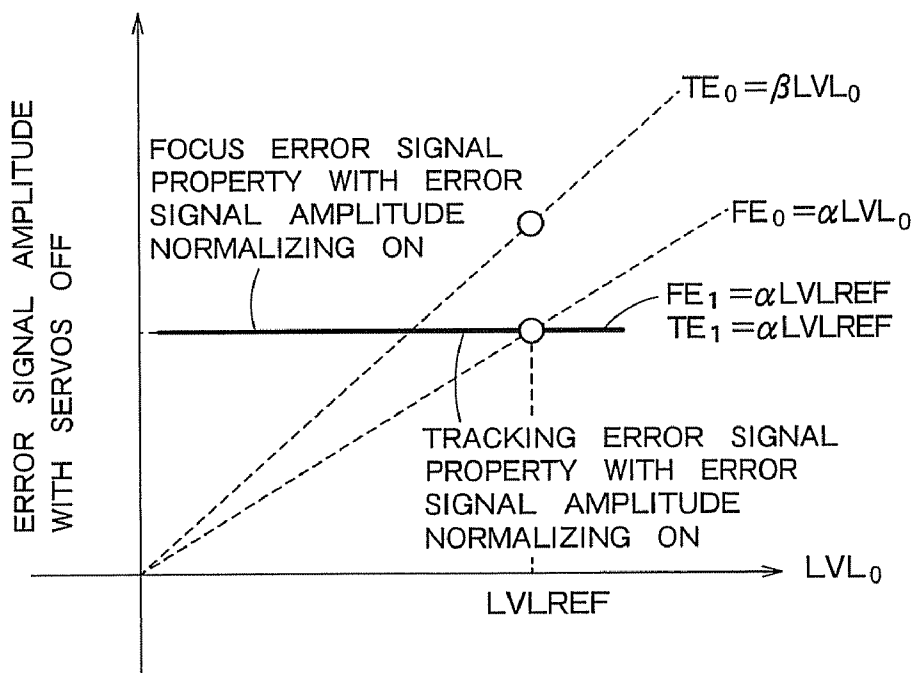 ERROR SIGNAL AMPLITUDE
WITH SERVOS OFF
TE₀=βLVL₀
FOCUS ERROR SIGNAL
PROPERTY WITH ERROR
SIGNAL AMPLITUDE
NORMALIZING ON
FE₀=αLVL₀
FE₁=αLVLREF
TE₁=αLVLREF
TRACKING ERROR SIGNAL
PROPERTY WITH ERROR
SIGNAL AMPLITUDE
NORMALIZING ON
LVL₀
LVLREF